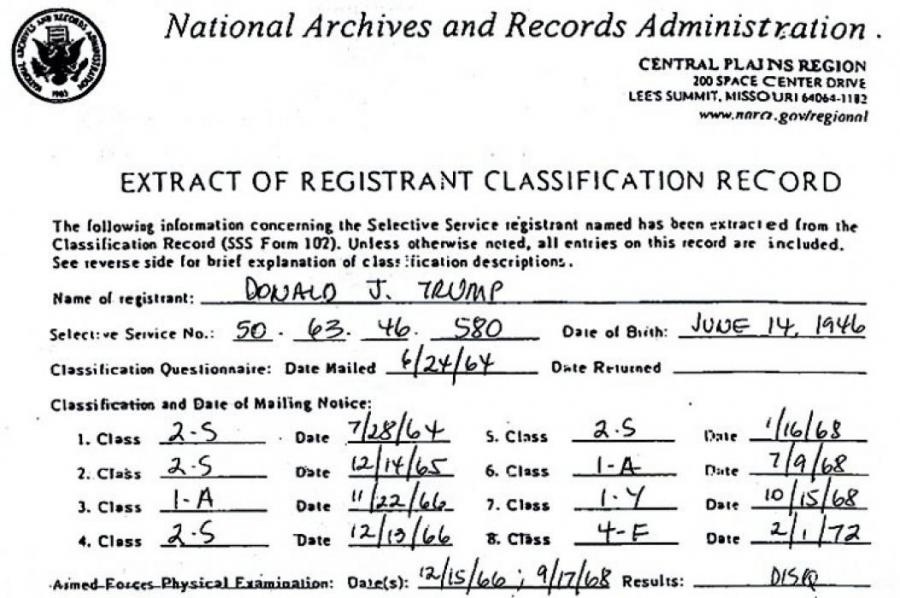 NATIONAL ARCHIVES AND RECORDS ADMINISTRATION
1985
National Archives and Records Administration
CENTRAL PLAINS REGION
200 SPACE CENTER DRIVE
LEE'S SUMMIT, MISSOURI 64064-1182
www.nara.gov/regional
EXTRACT OF REGISTRANT CLASSIFICATION RECORD
The following information concerning the Selective Service registrant named has been extracted from the
Classification Record (SSS Form 102). Unless otherwise noted, all entries on this record are included.
See reverse side for brief explanation of classification descriptions.
Name of registrant: DONALD J. TRUMP
Selective Service No.: 50 . 63 . 46 . 580 Date of Birth: JUNE 14, 1946
Classification Questionnaire: Date Mailed 6/24/64 Date Returned
Classification and Date of Mailing Notice:
1. Class 2-S Date 7/28/64 5. Class 2-S Date 1/16/68
2. Class 2-S Date 12/14/65 6. Class 1-A Date 7/9/68
3. Class 1-A Date 11/22/66 7. Class 1-Y Date 10/15/68
4. Class 2-S Date 12/13/66 8. Class 4-F Date 2/1/72
Armed Forces Physical Examination: Date(s): 12/15/66; 9/17/68 Results: DISQ